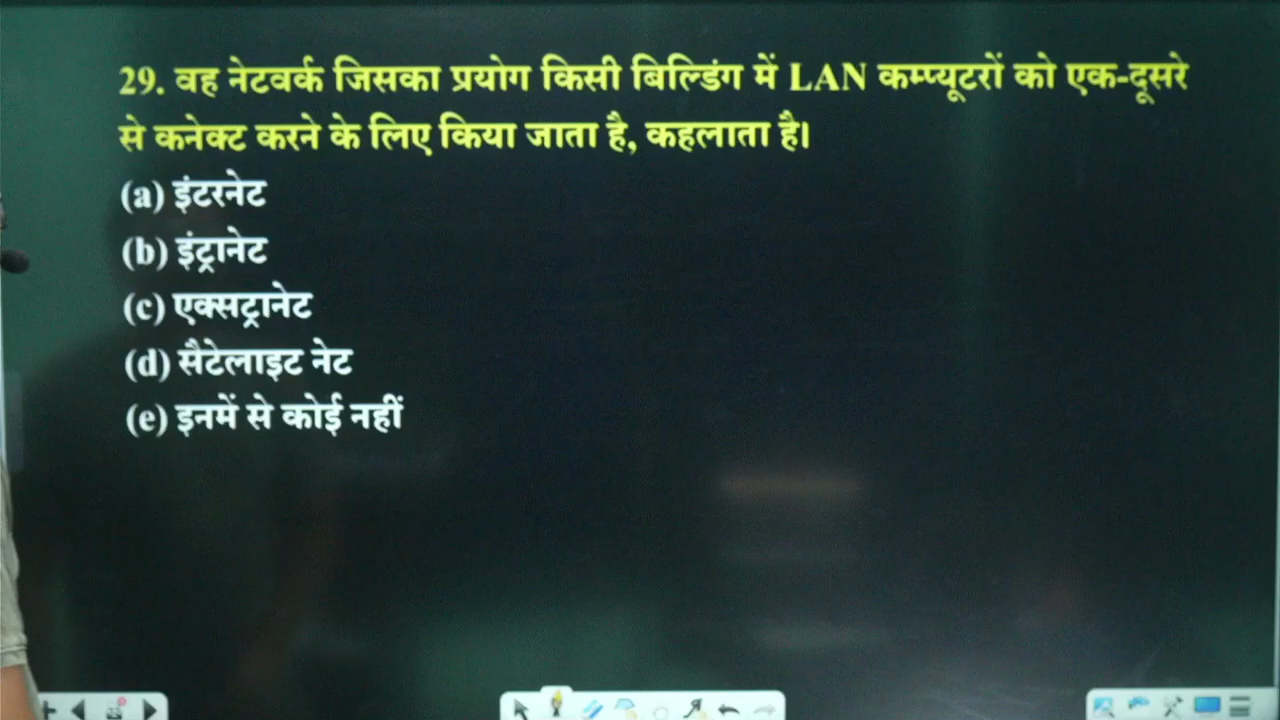 29. वह नेटवर्क जिसका प्रयोग किसी बिल्डिंग में LAN कम्प्यूटरों को एक-दूसरे
से कनेक्ट करने के लिए किया जाता है, कहलाता है।
(a) इंटरनेट
(b) इंट्रानेट
(c) एक्सट्रानेट
(d) सैटेलाइट नेट
(e) इनमें से कोई नहीं